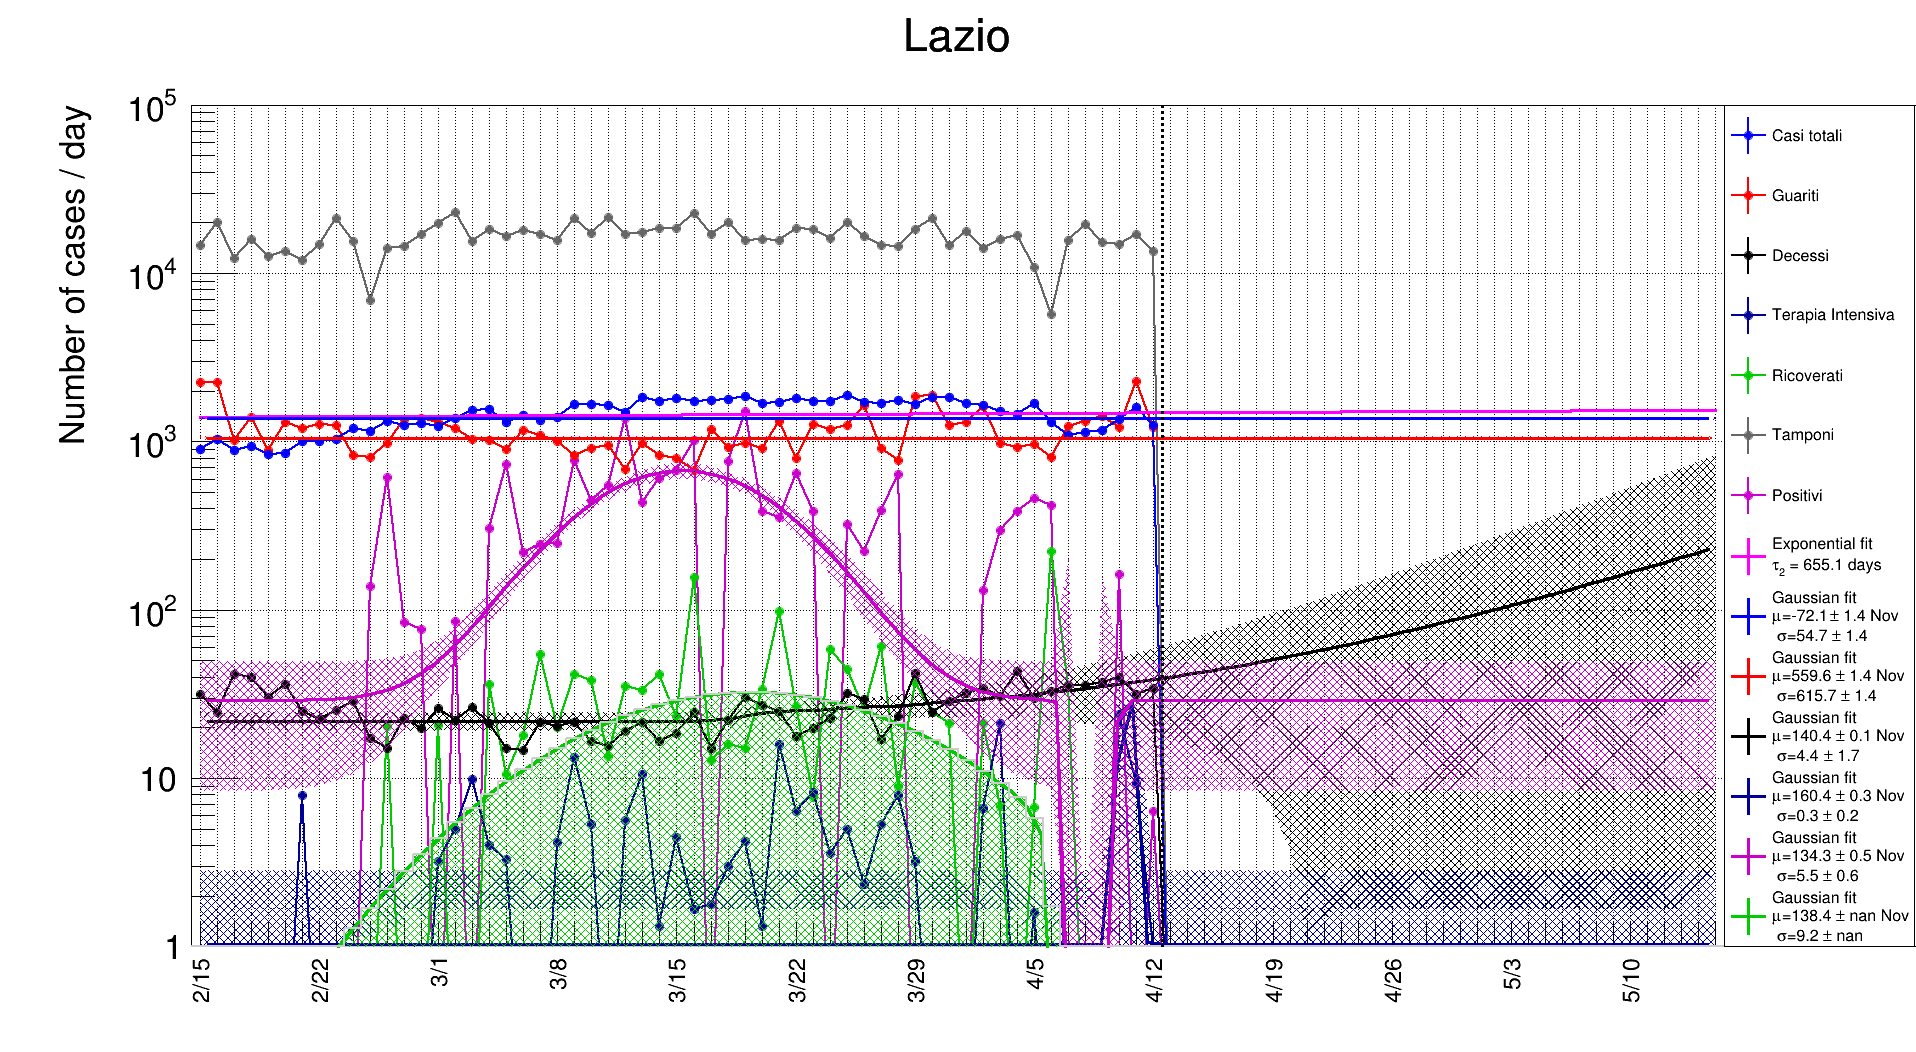 Lazio
Number of cases / day
10^5
10^4
10^3
10^2
10
1
2/15
2/22
3/1
3/8
3/15
3/22
3/29
4/5
4/12
4/19
4/26
5/3
5/10
Casi totali
Guariti
Decessi
Terapia Intensiva
Ricoverati
Tamponi
Positivi
Exponential fit
τ₂ = 655.1 days
Gaussian fit
μ=-72.1 ± 1.4 Nov
σ=54.7 ± 1.4
Gaussian fit
μ=559.6 ± 1.4 Nov
σ=615.7 ± 1.4
Gaussian fit
μ=140.4 ± 0.1 Nov
σ=4.4 ± 1.7
Gaussian fit
μ=160.4 ± 0.3 Nov
σ=0.3 ± 0.2
Gaussian fit
μ=134.3 ± 0.5 Nov
σ=5.5 ± 0.6
Gaussian fit
μ=138.4 ± nan Nov
σ=9.2 ± nan